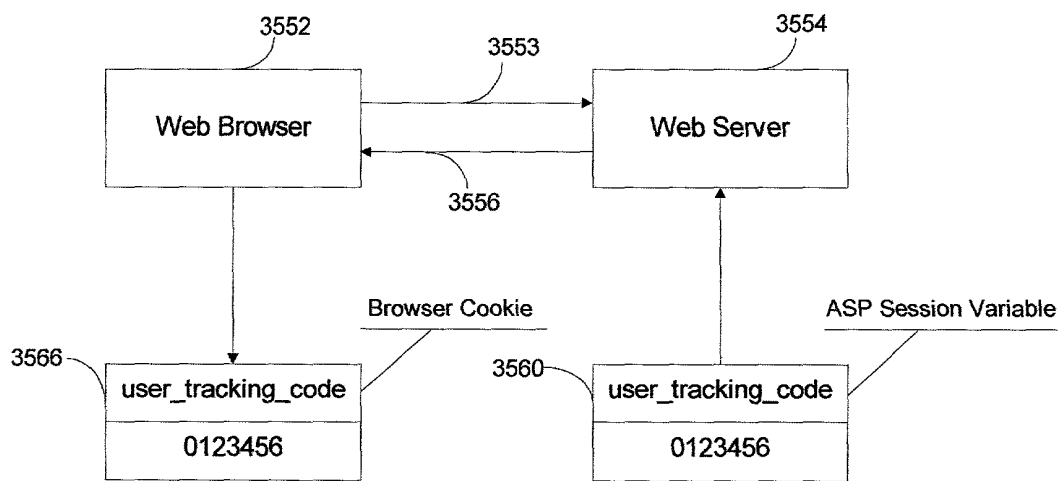 3552
3553
3554
Web Browser
Web Server
3556
Browser Cookie
ASP Session Variable
3566
user_tracking_code
0123456
3560
user_tracking_code
0123456